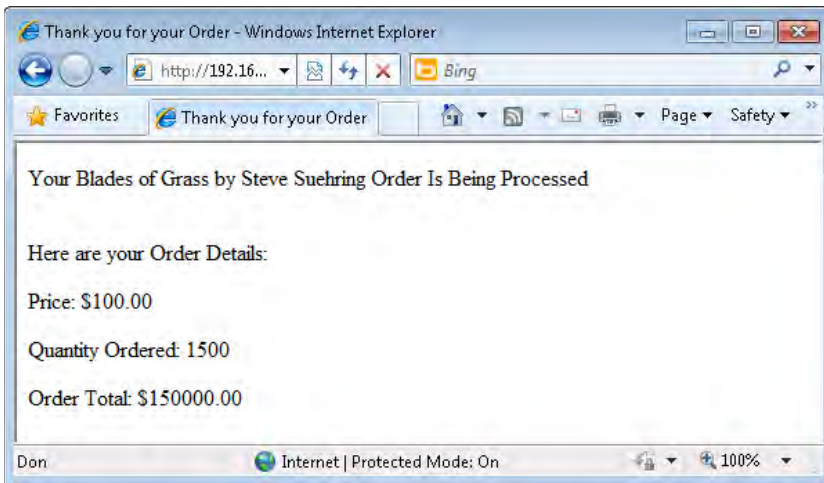 Thank you for your Order - Windows Internet Explorer
http://192.16... Bing
Favorites Thank you for your Order Page Safety »
Your Blades of Grass by Steve Suehring Order Is Being Processed
Here are your Order Details:
Price: $100.00
Quantity Ordered: 1500
Order Total: $150000.00
Don Internet | Protected Mode: On 100%